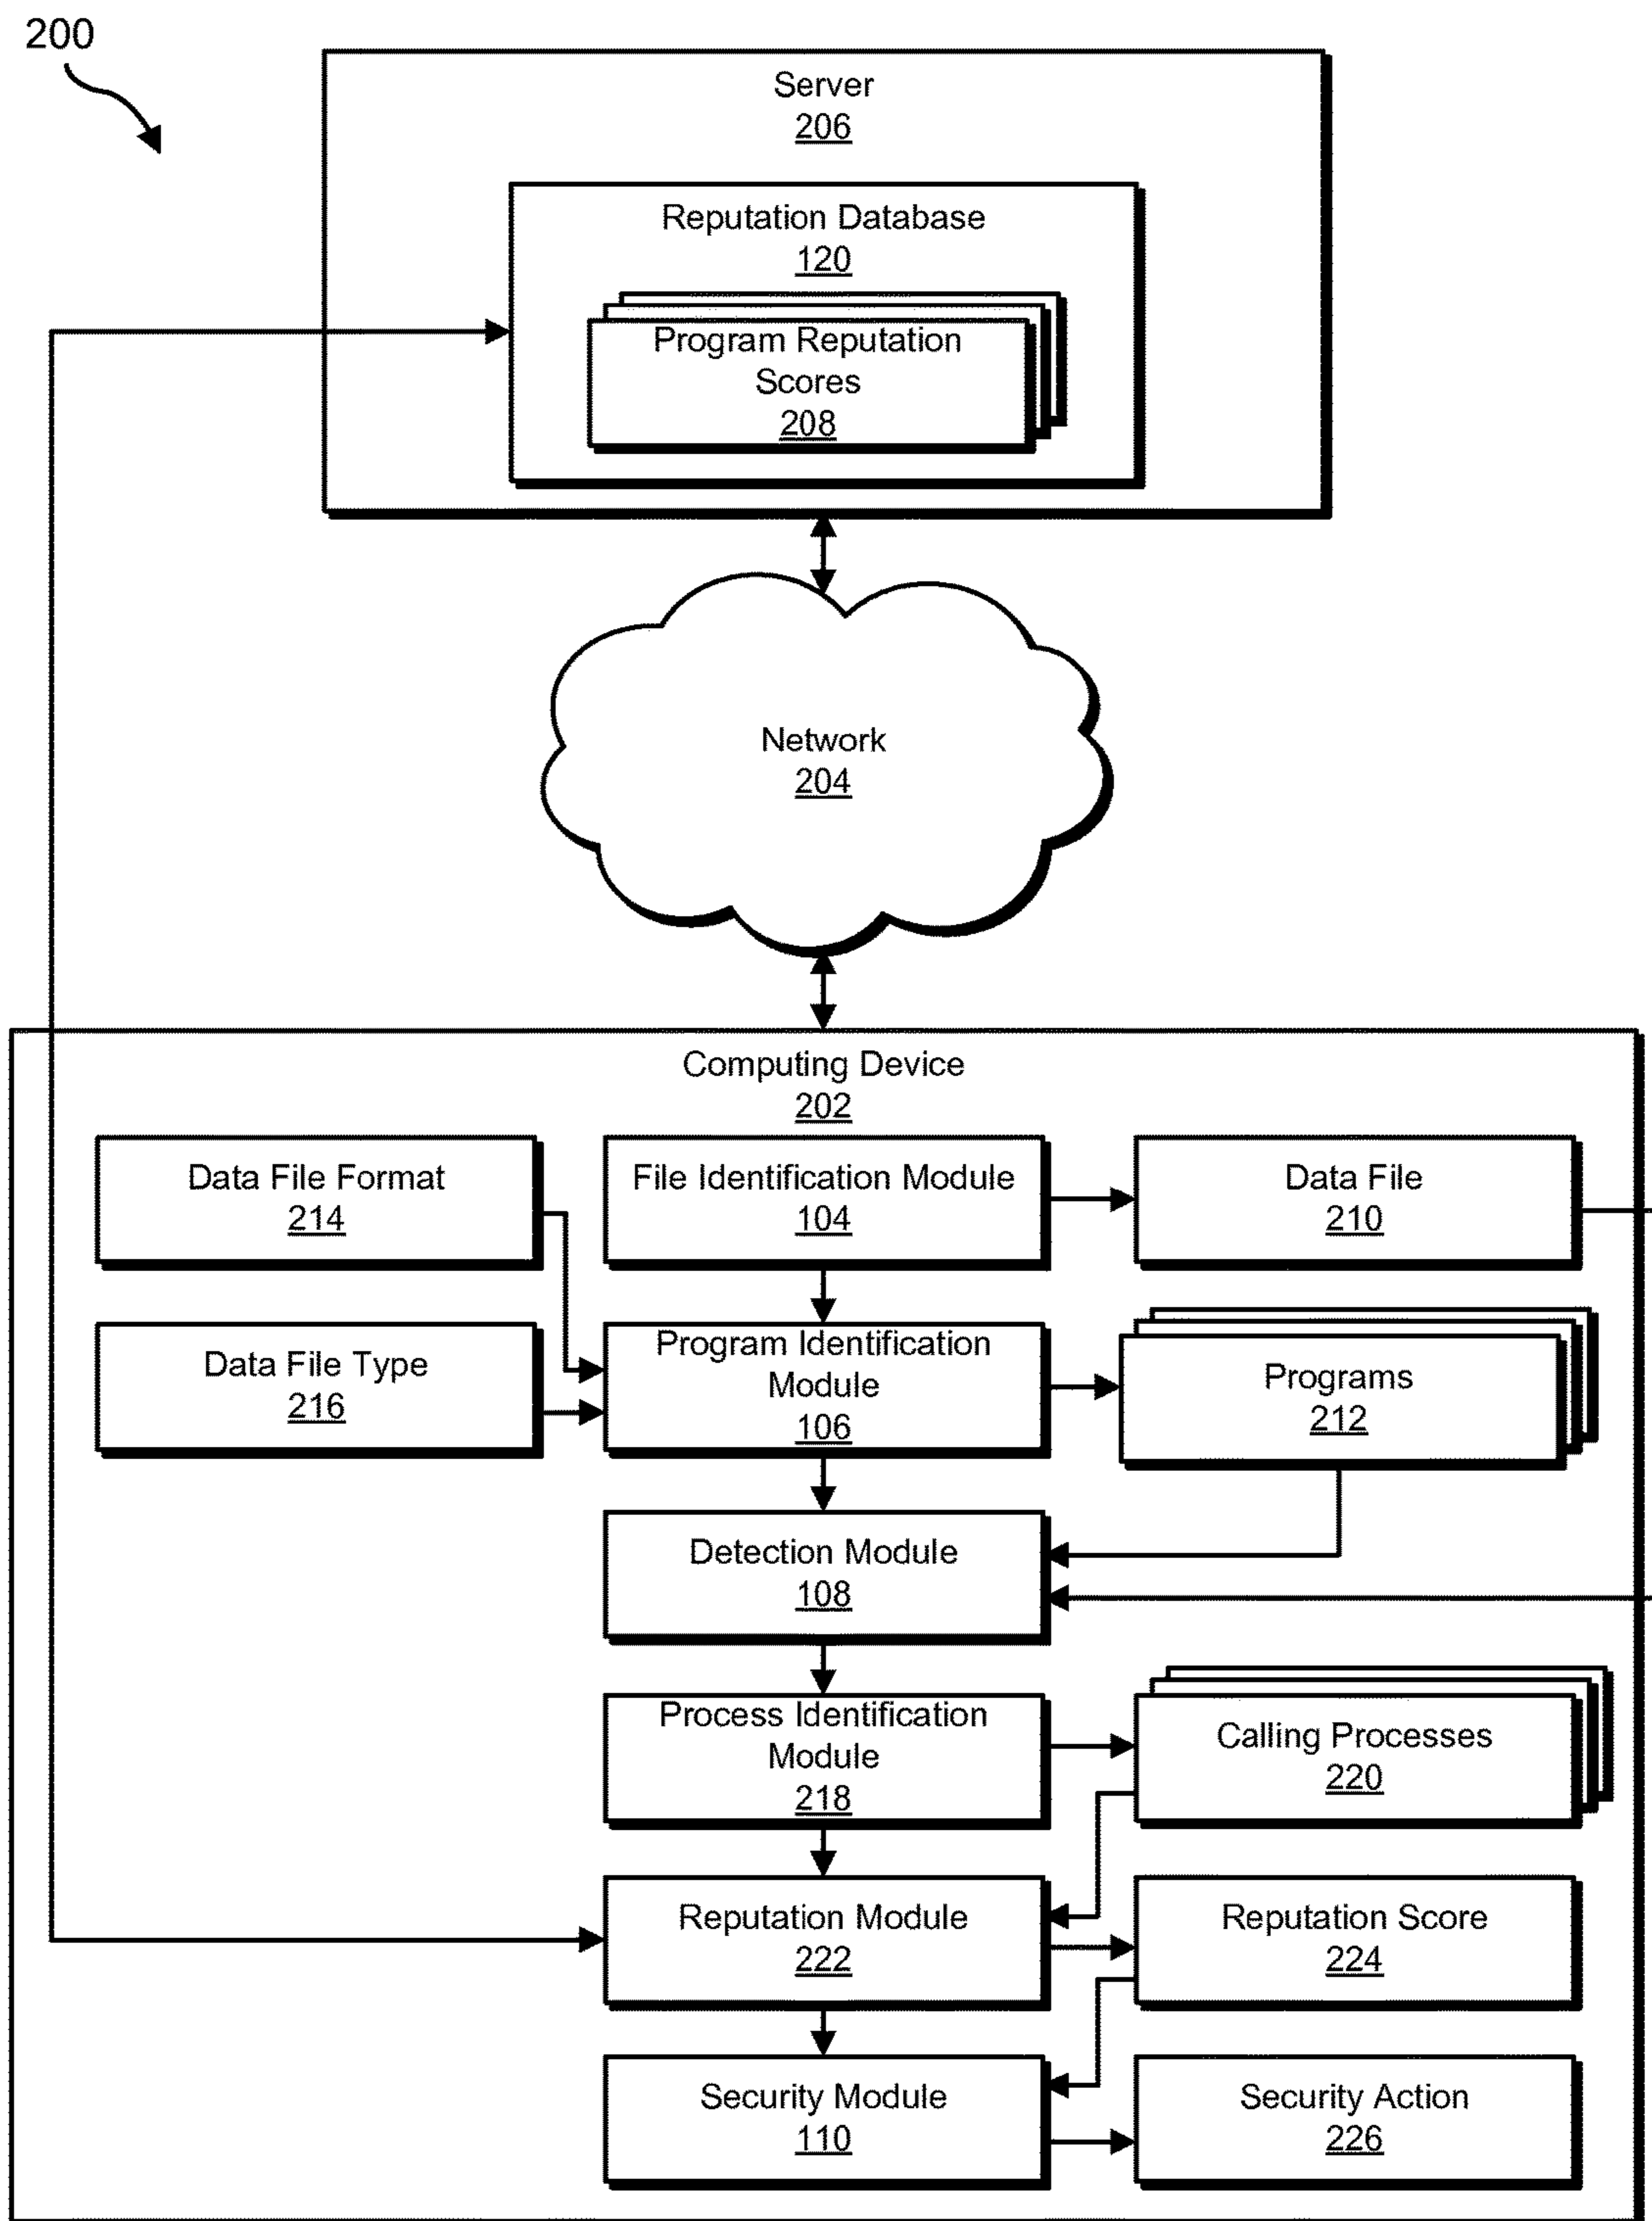 200
Server
206
Reputation Database
120
Program Reputation
Scores
208
Network
204
Computing Device
202
Data File Format
214
File Identification Module
104
Data File
210
Data File Type
216
Program Identification
Module
106
Programs
212
Detection Module
108
Process Identification
Module
218
Calling Processes
220
Reputation Module
222
Reputation Score
224
Security Module
110
Security Action
226